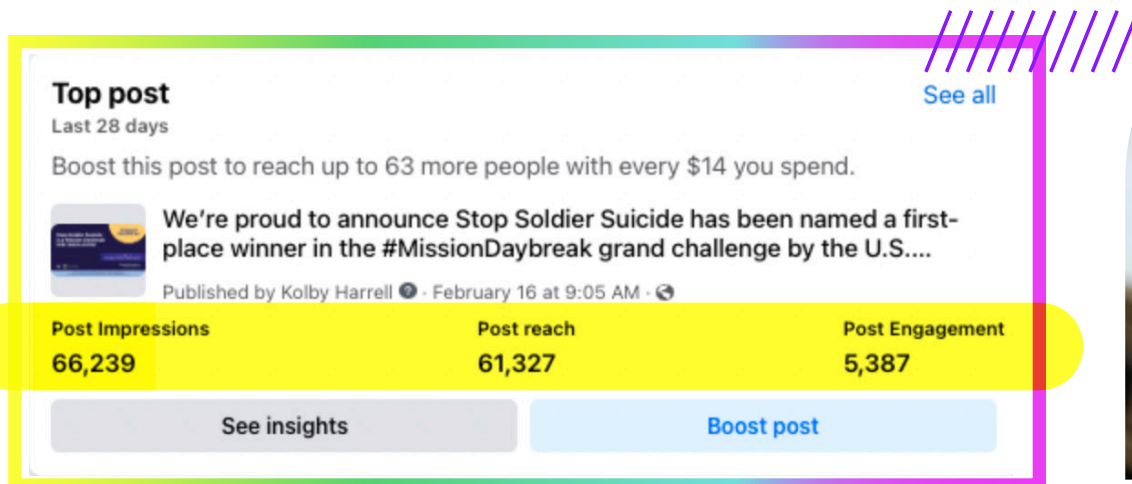 Top post
See all
Last 28 days
Boost this post to reach up to 63 more people with every $14 you spend.
We're proud to announce Stop Soldier Suicide has been named a first-
place winner in the #MissionDaybreak grand challenge by the U.S....
Published by Kolby Harrell · February 16 at 9:05 AM ·
Post Impressions
Post reach
Post Engagement
66,239
61,327
5,387
See insights
Boost post